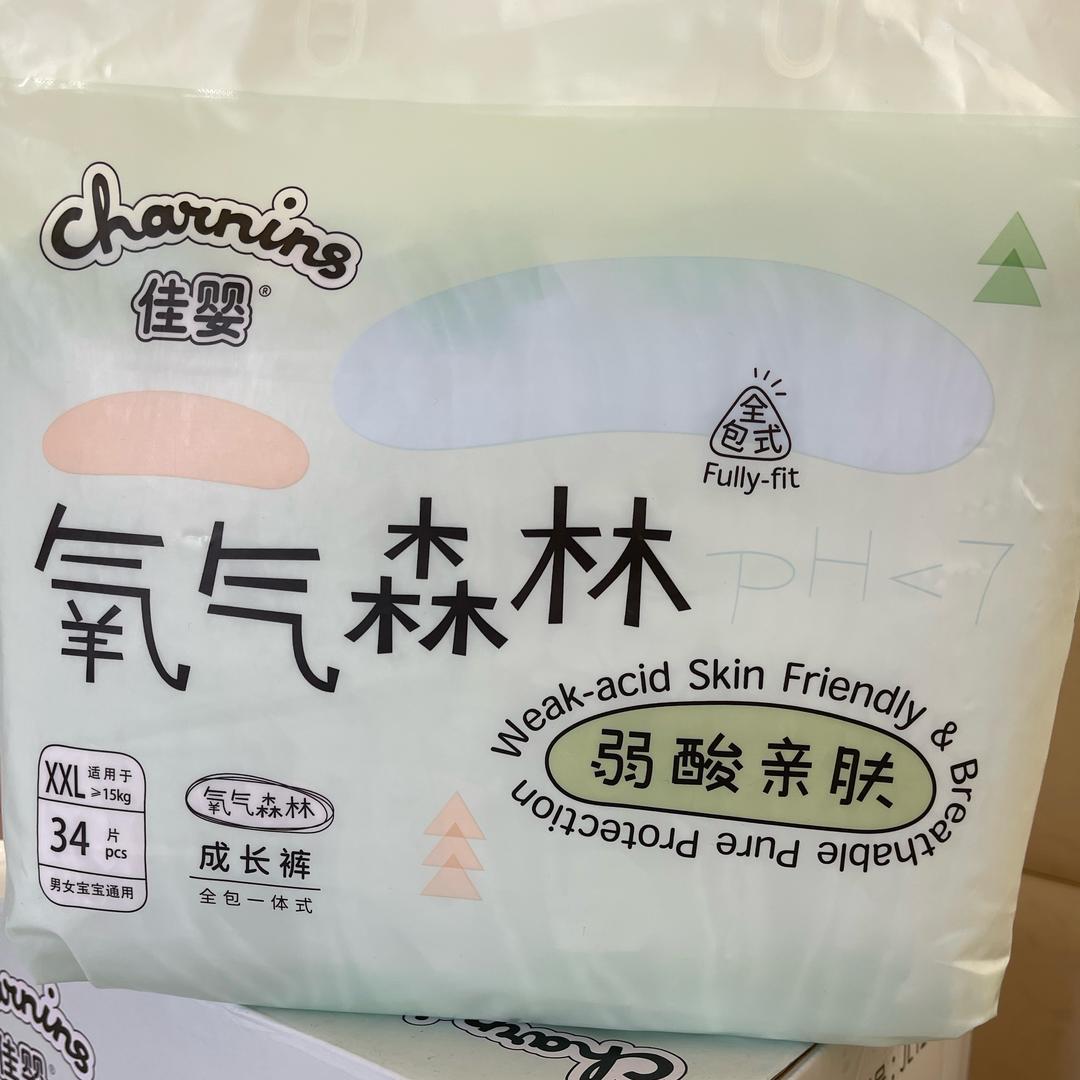 charnins
佳婴®
全
包式
Fully-fit
氧气森林
pH<7
Weak-acid Skin Friendly & Breathable Pure Protection
弱酸亲肤
XXL 适用于
≥15kg
34 片
pcs
男女宝宝通用
氧气森林
成长裤
全包一体式
佳婴
charn